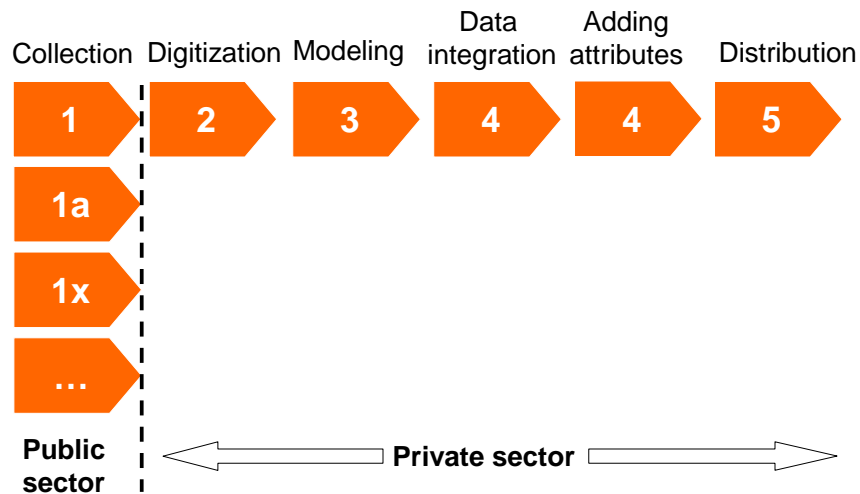 Collection
Digitization
Modeling
Data
integration
Adding
attributes
Distribution
1
2
3
4
4
5
1a
1x
...
Public
sector
Private sector